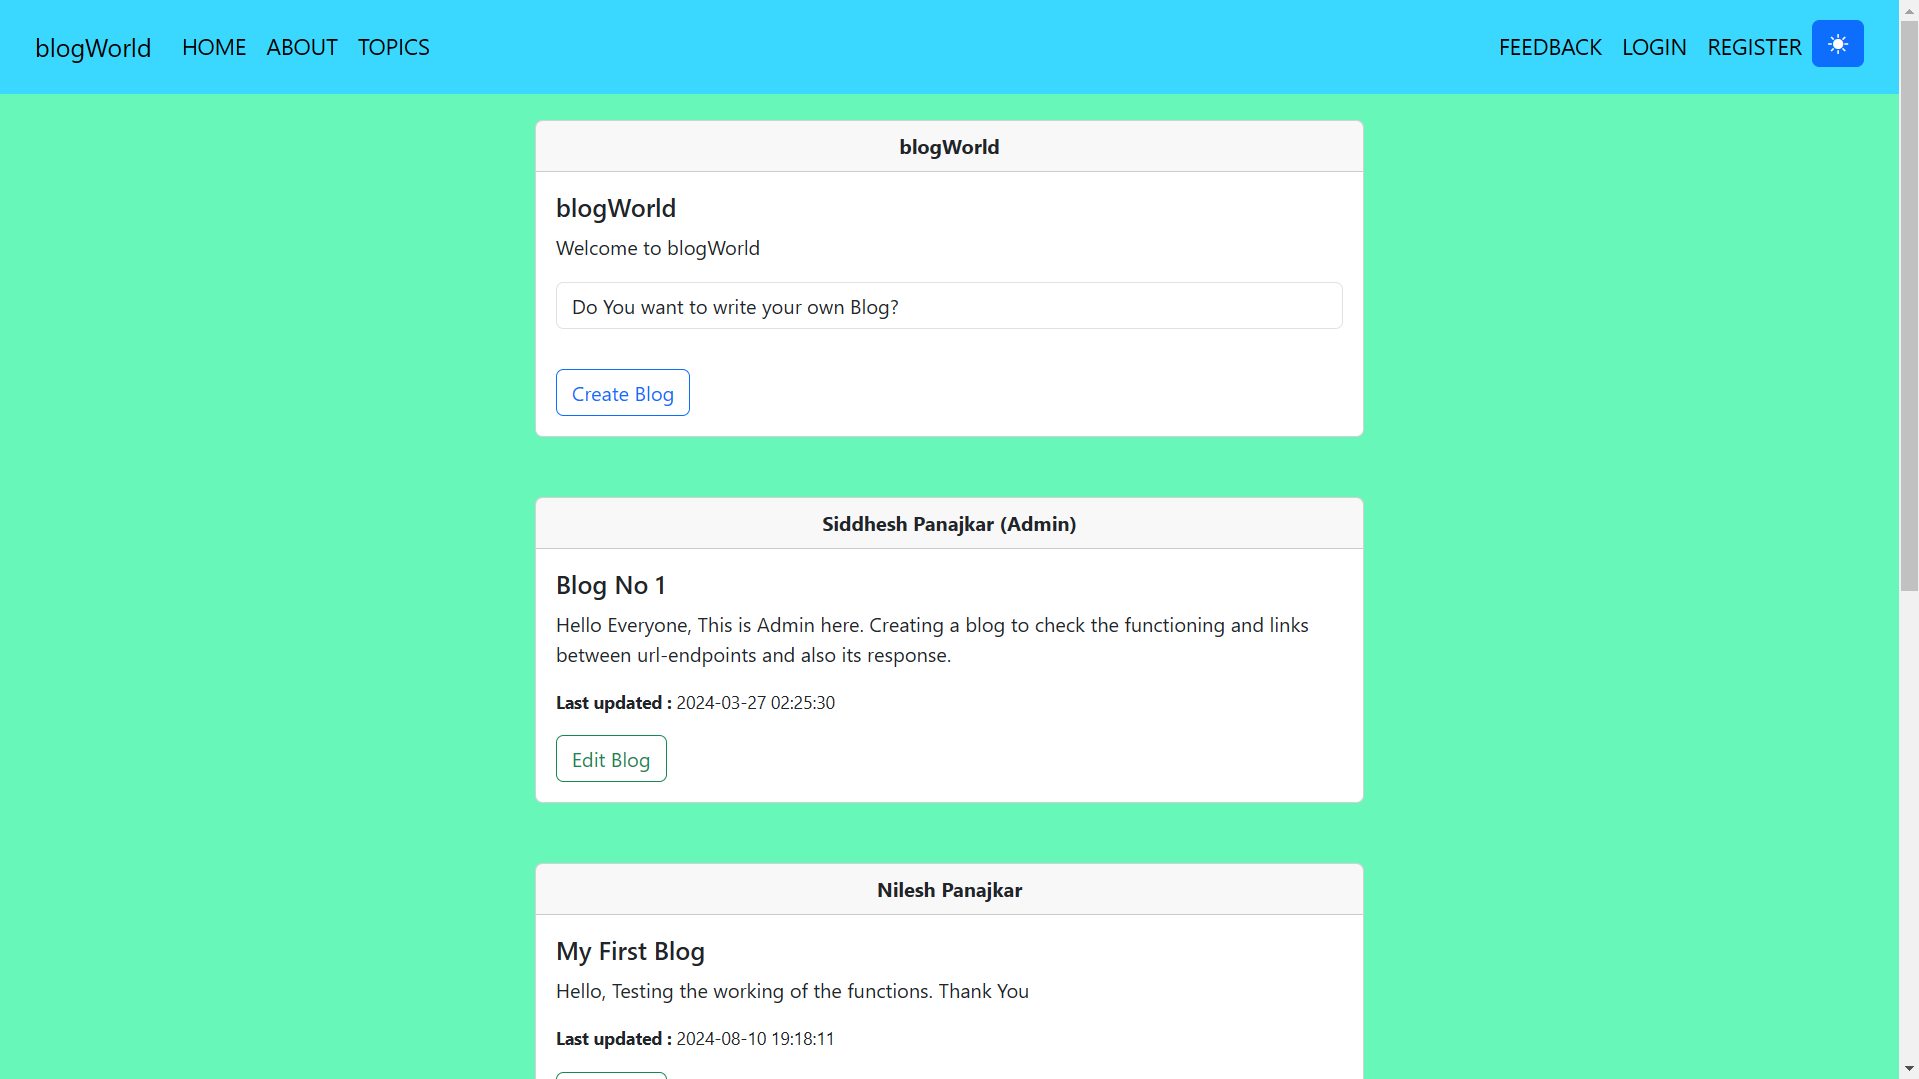 blogWorld HOME ABOUT TOPICS FEEDBACK LOGIN REGISTER
blogWorld
blogWorld
Welcome to blogWorld
Do You want to write your own Blog?
Create Blog
Siddhesh Panajkar (Admin)
Blog No 1
Hello Everyone, This is Admin here. Creating a blog to check the functioning and links
between url-endpoints and also its response.
Last updated : 2024-03-27 02:25:30
Edit Blog
Nilesh Panajkar
My First Blog
Hello, Testing the working of the functions. Thank You
Last updated : 2024-08-10 19:18:11